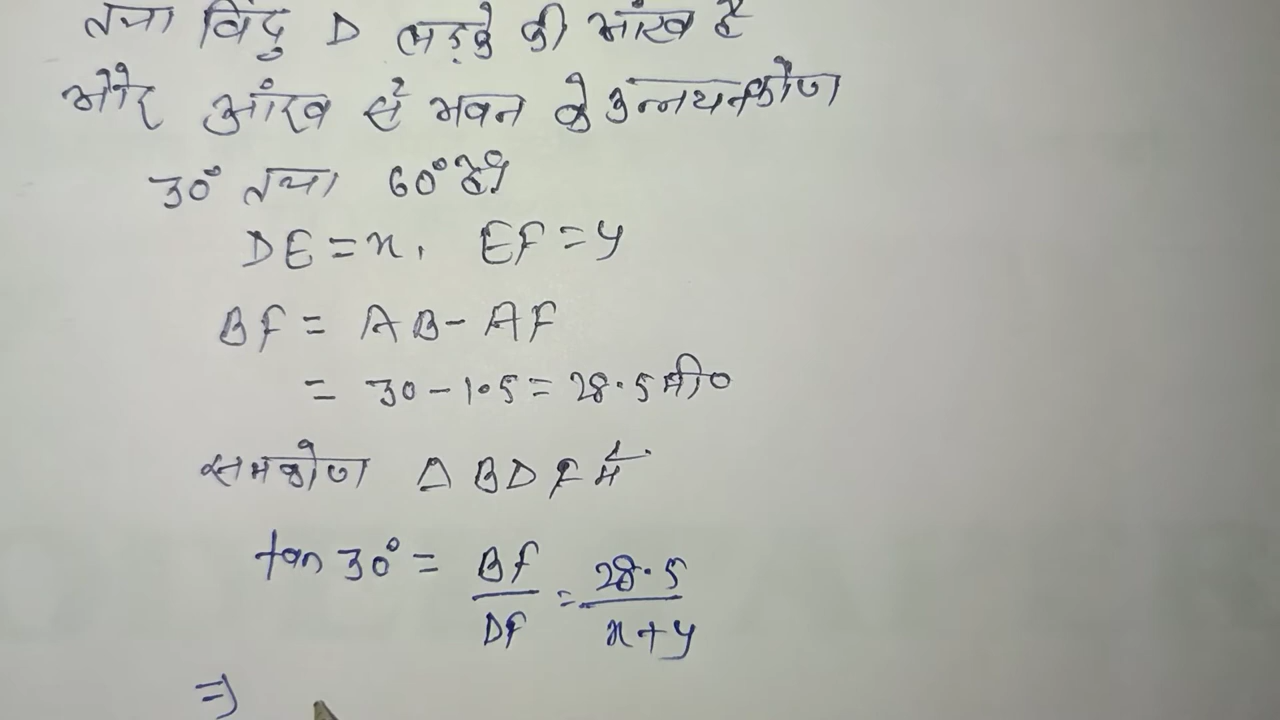 तथा बिंदु D लड़के की आंख है
और आंख से भवन के उन्नयनकोण
30° तथा 60° है।
DE = x, EF = y
BF = AB - AF
= 30 - 1.5 = 28.5 मी०
समकोण Δ BDF में
tan 30° = BF/DF = 28.5/x+y
⇒